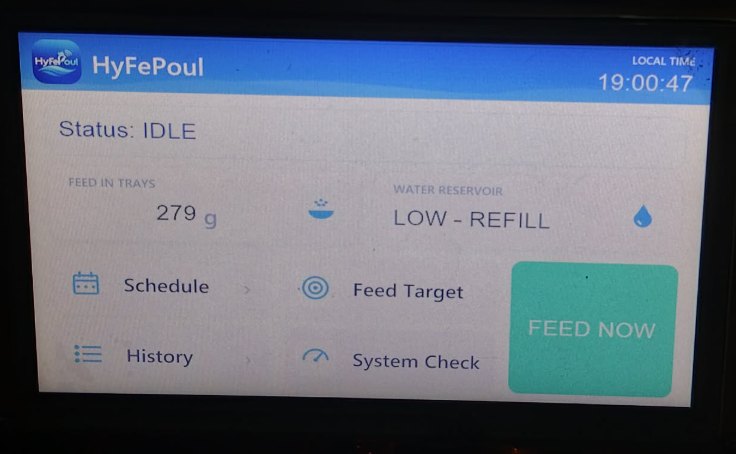 HyFePoul
HyFePoul
LOCAL TIME
19:00:47
Status: IDLE
FEED IN TRAYS
279 g
WATER RESERVOIR
LOW - REFILL
Schedule
Feed Target
FEED NOW
History
System Check